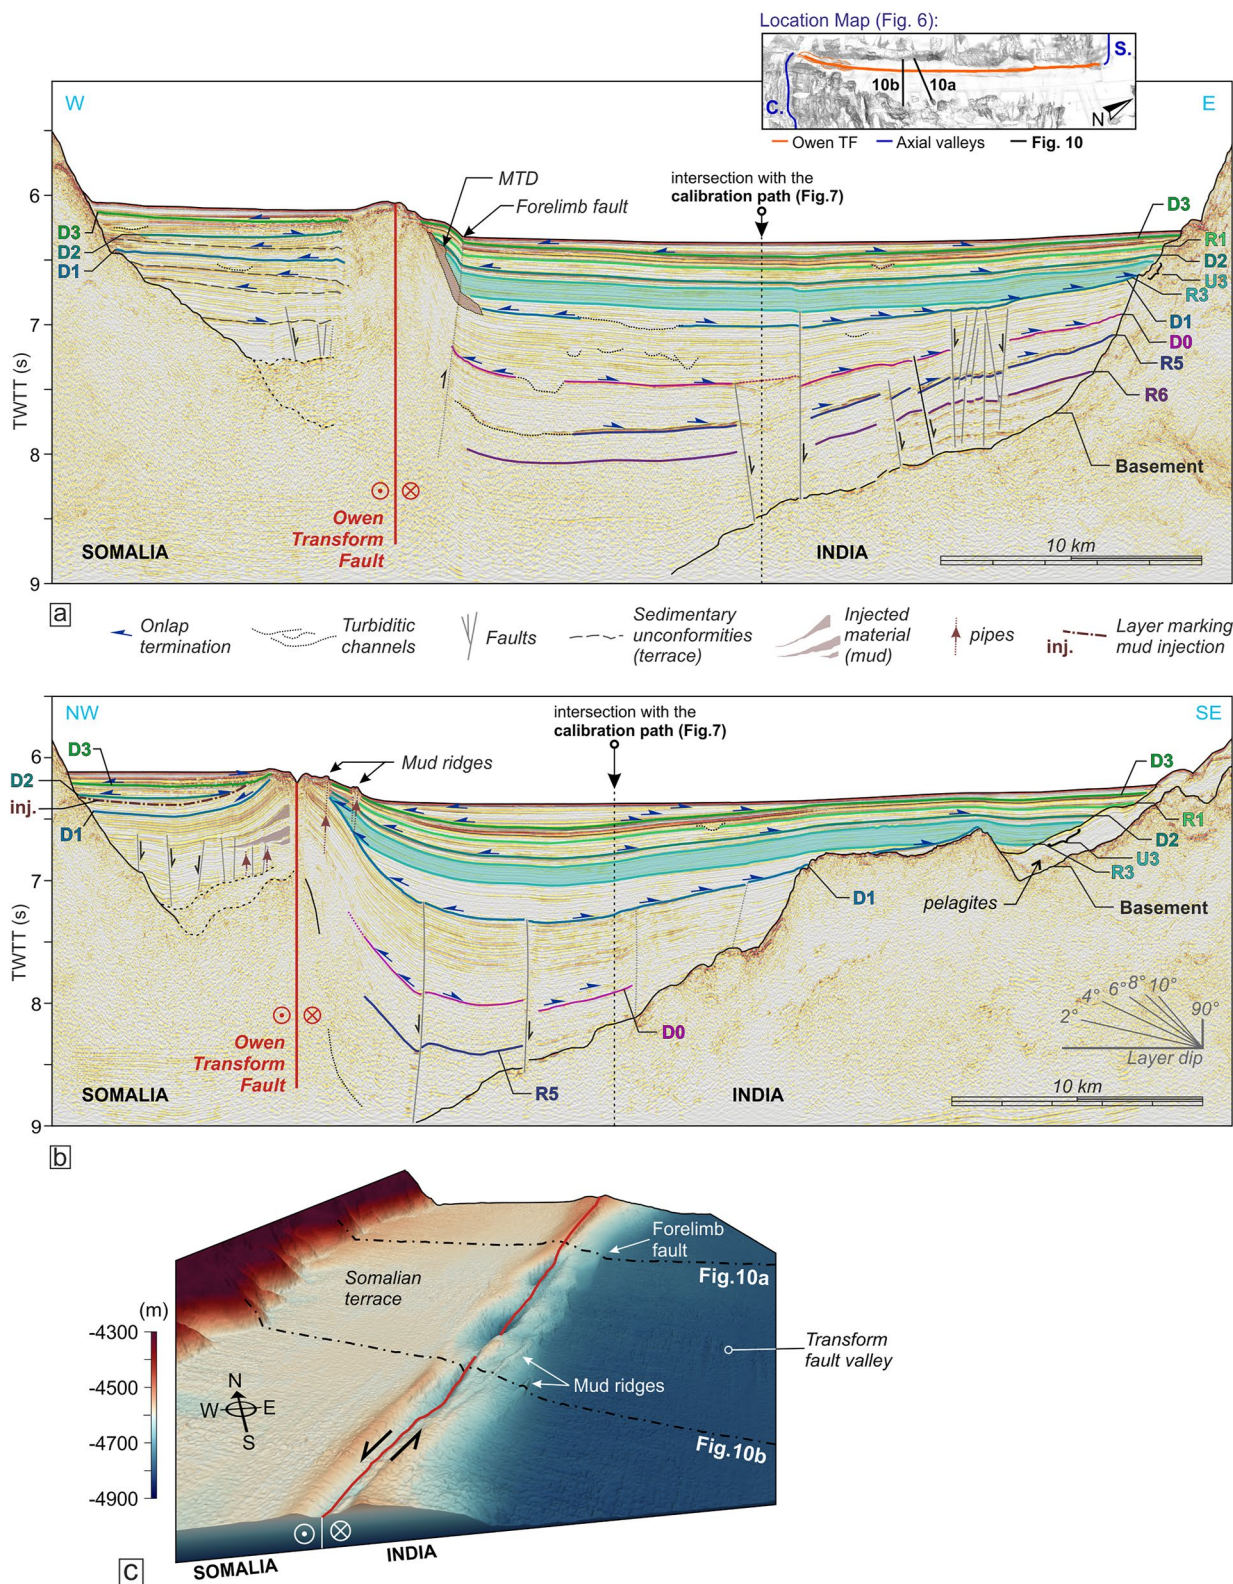 Location Map (Fig. 6):
S.
10b
10a
C.
N
Owen TF
Axial valleys
Fig. 10
W
E
intersection with the
calibration path (Fig.7)
MTD
Forelimb fault
D3
D2
D1
D3
R1
D2
U3
R3
D1
D0
R5
R6
Basement
6
7
8
9
TWTT (s)
Owen
Transform
Fault
SOMALIA
INDIA
10 km
a
Onlap
termination
Turbiditic
channels
Faults
Sedimentary
unconformities
(terrace)
Injected
material
(mud)
pipes
inj.
Layer marking
mud injection
NW
SE
intersection with the
calibration path (Fig.7)
Mud ridges
D3
D2
inj.
D1
D3
R1
D2
U3
R3
D1
pelagites
Basement
6
7
8
9
TWTT (s)
D0
R5
Owen
Transform
Fault
SOMALIA
INDIA
2°
4°
6°
8°
10°
90°
Layer dip
10 km
b
Forelimb
fault
Fig.10a
Somalian
terrace
Transform
fault valley
Mud ridges
Fig.10b
(m)
-4300
-4500
-4700
-4900
N
W
E
S
SOMALIA
INDIA
c